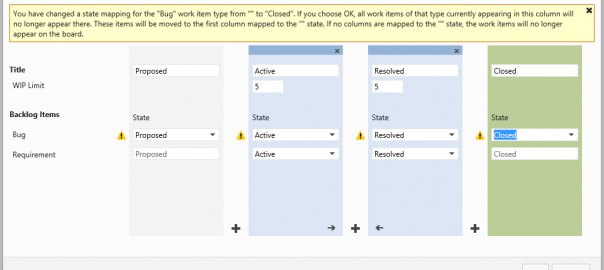 You have changed a state mapping for the "Bug" work item type from "" to "Closed". If you choose OK, all work items of that type currently appearing in this column will
no longer appear there. These items will be moved to the first column mapped to the "" state. If no columns are mapped to the "" state, the work items will no longer
appear on the board.
Title Proposed Active Resolved Closed
WIP Limit 5 5
Backlog Items State State State State
Bug Proposed Active Resolved Closed
Requirement Proposed Active Resolved Closed